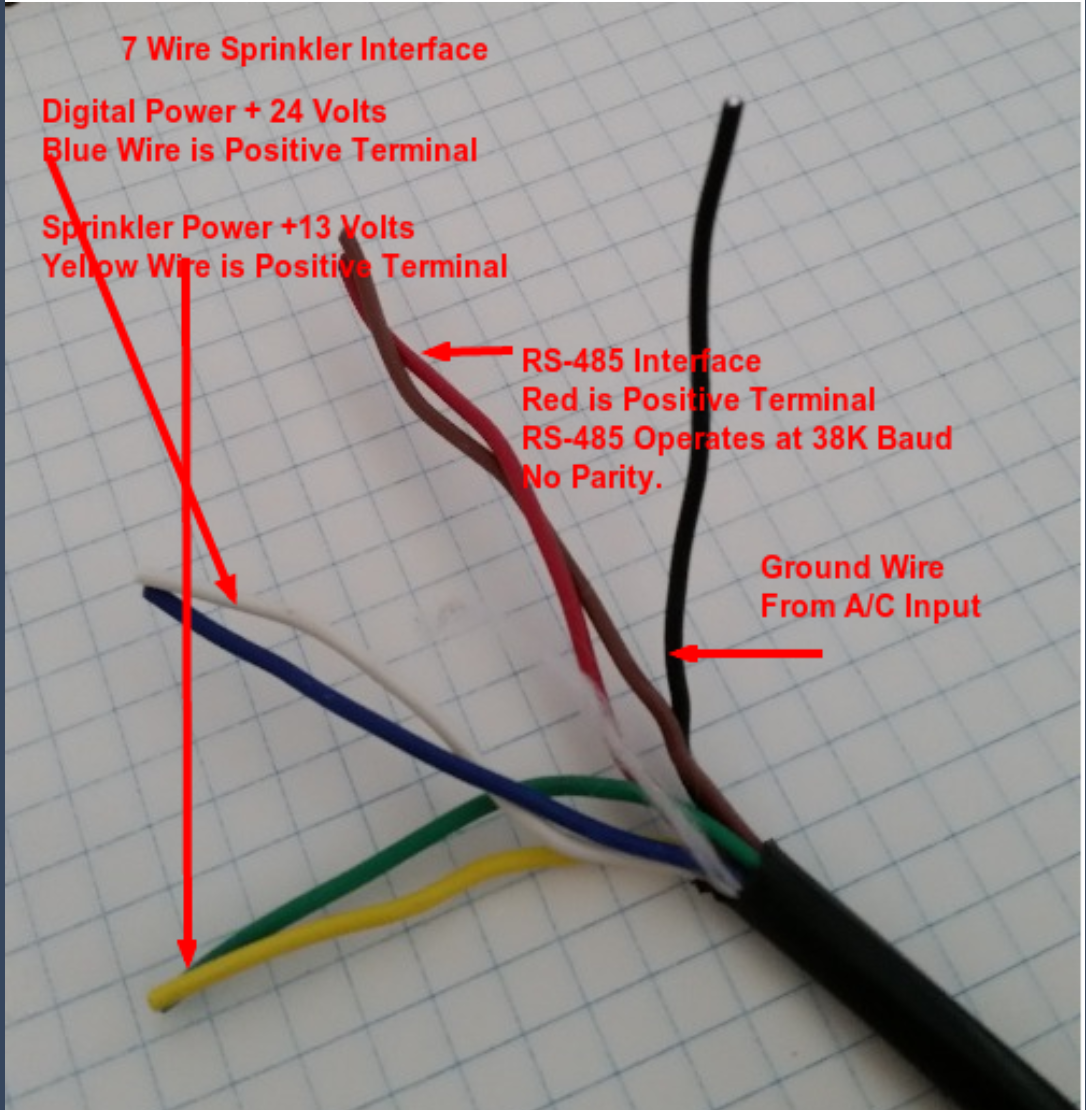 7 Wire Sprinkler Interface
Digital Power + 24 Volts
Blue Wire is Positive Terminal
Sprinkler Power +13 Volts
Yellow Wire is Positive Terminal
RS-485 Interface
Red is Positive Terminal
RS-485 Operates at 38K Baud
No Parity.
Ground Wire
From A/C Input